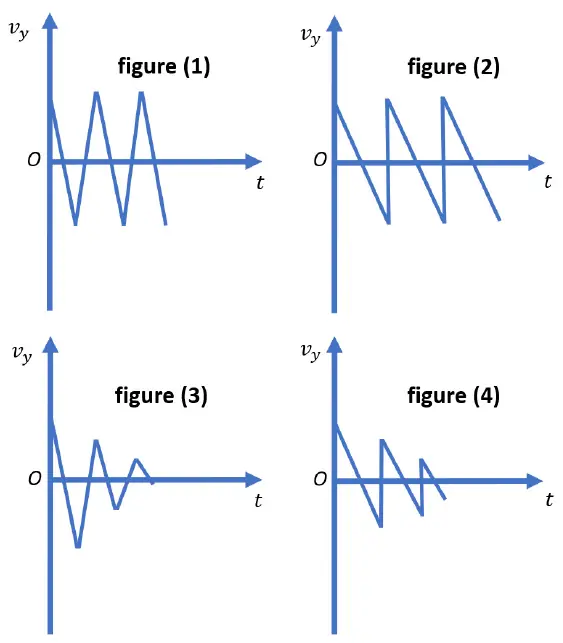 v_y
figure (1)
O
t
v_y
figure (2)
O
t
v_y
figure (3)
O
t
v_y
figure (4)
O
t